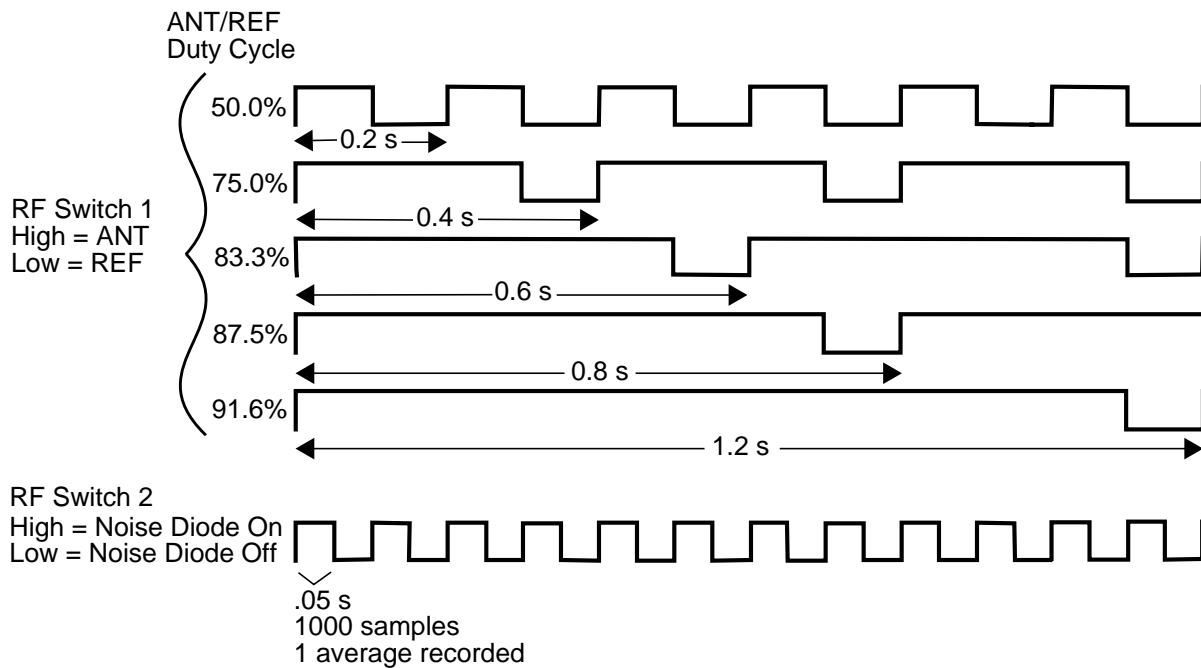 ANT/REF
Duty Cycle
50.0%
0.2 s
75.0%
0.4 s
RF Switch 1
High = ANT
Low = REF
83.3%
0.6 s
87.5%
0.8 s
91.6%
1.2 s
RF Switch 2
High = Noise Diode On
Low = Noise Diode Off
.05 s
1000 samples
1 average recorded